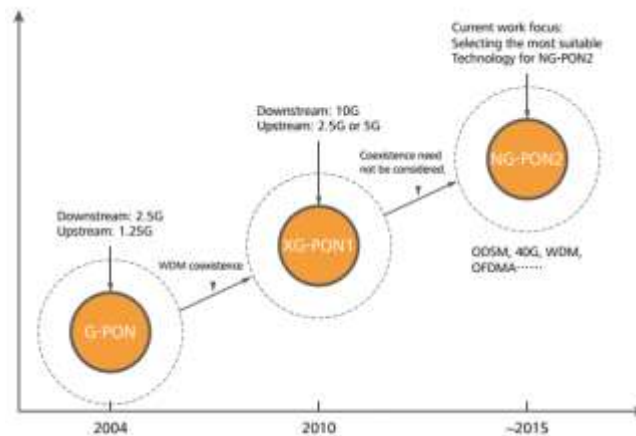 Current work focus:
Selecting the most suitable
Technology for NG-PON2
Downstream: 10G
Upstream: 2.5G or 5G
Coexistence need
not be considered
NG-PON2
Downstream: 2.5G
Upstream: 1.25G
WDM coexistence
XG-PON1
ODSM, 40G, WDM,
OFDMA······
G-PON
2004
2010
~2015